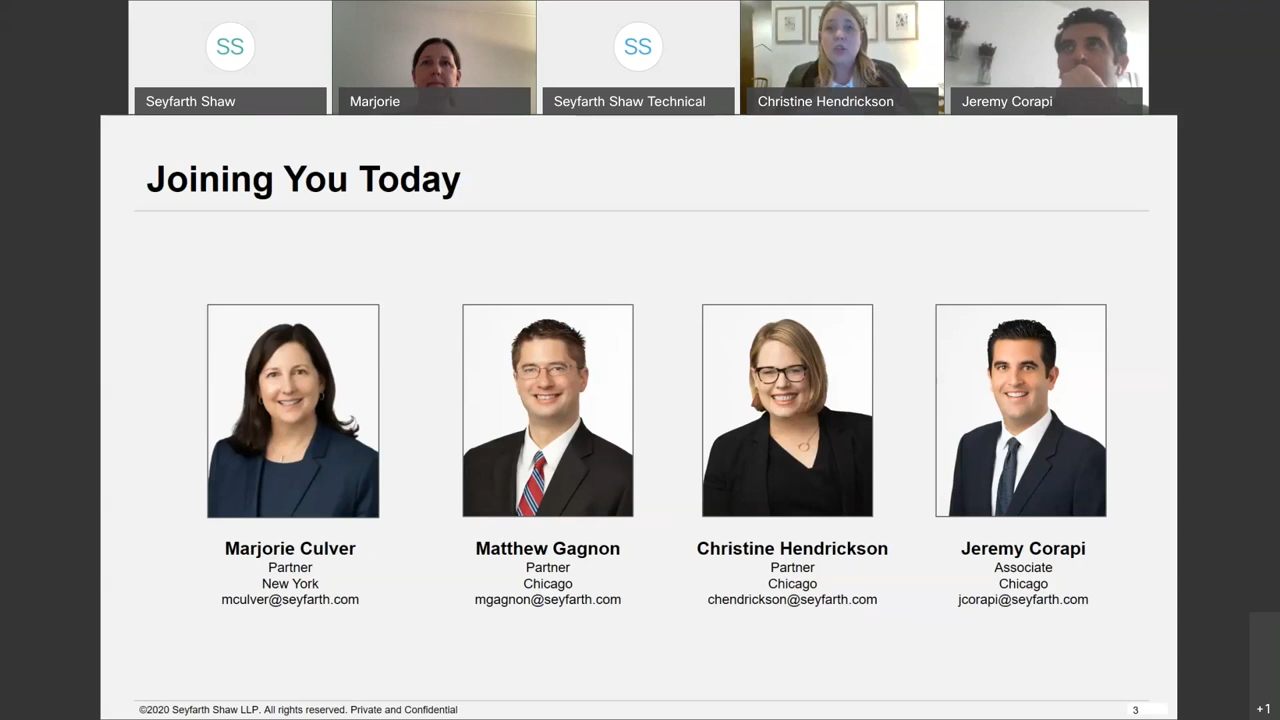 SS
SS
Seyfarth Shaw
Marjorie
Seyfarth Shaw Technical
Christine Hendrickson
Jeremy Corapi
Joining You Today
Marjorie Culver
Partner
New York
mculver@seyfarth.com
Matthew Gagnon
Partner
Chicago
mgagnon@seyfarth.com
Christine Hendrickson
Partner
Chicago
chendrickson@seyfarth.com
Jeremy Corapi
Associate
Chicago
jcorapi@seyfarth.com
©2020 Seyfarth Shaw LLP. All rights reserved. Private and Confidential
3
+1